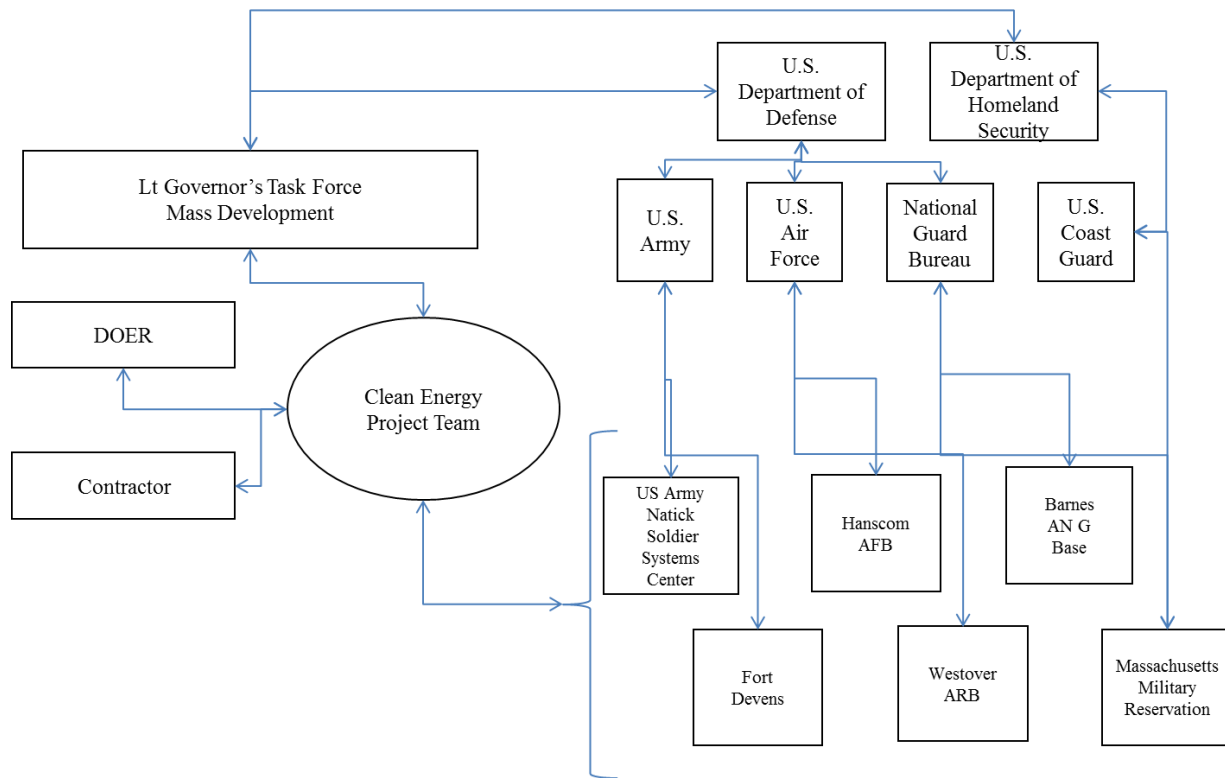 U.S.
Department of
Defense
U.S.
Department of
Homeland
Security
Lt Governor's Task Force
Mass Development
U.S.
Army
U.S.
Air
Force
National
Guard
Bureau
U.S.
Coast
Guard
DOER
Clean Energy
Project Team
Contractor
US Army
Natick
Soldier
Systems
Center
Hanscom
AFB
Barnes
AN G
Base
Fort
Devens
Westover
ARB
Massachusetts
Military
Reservation